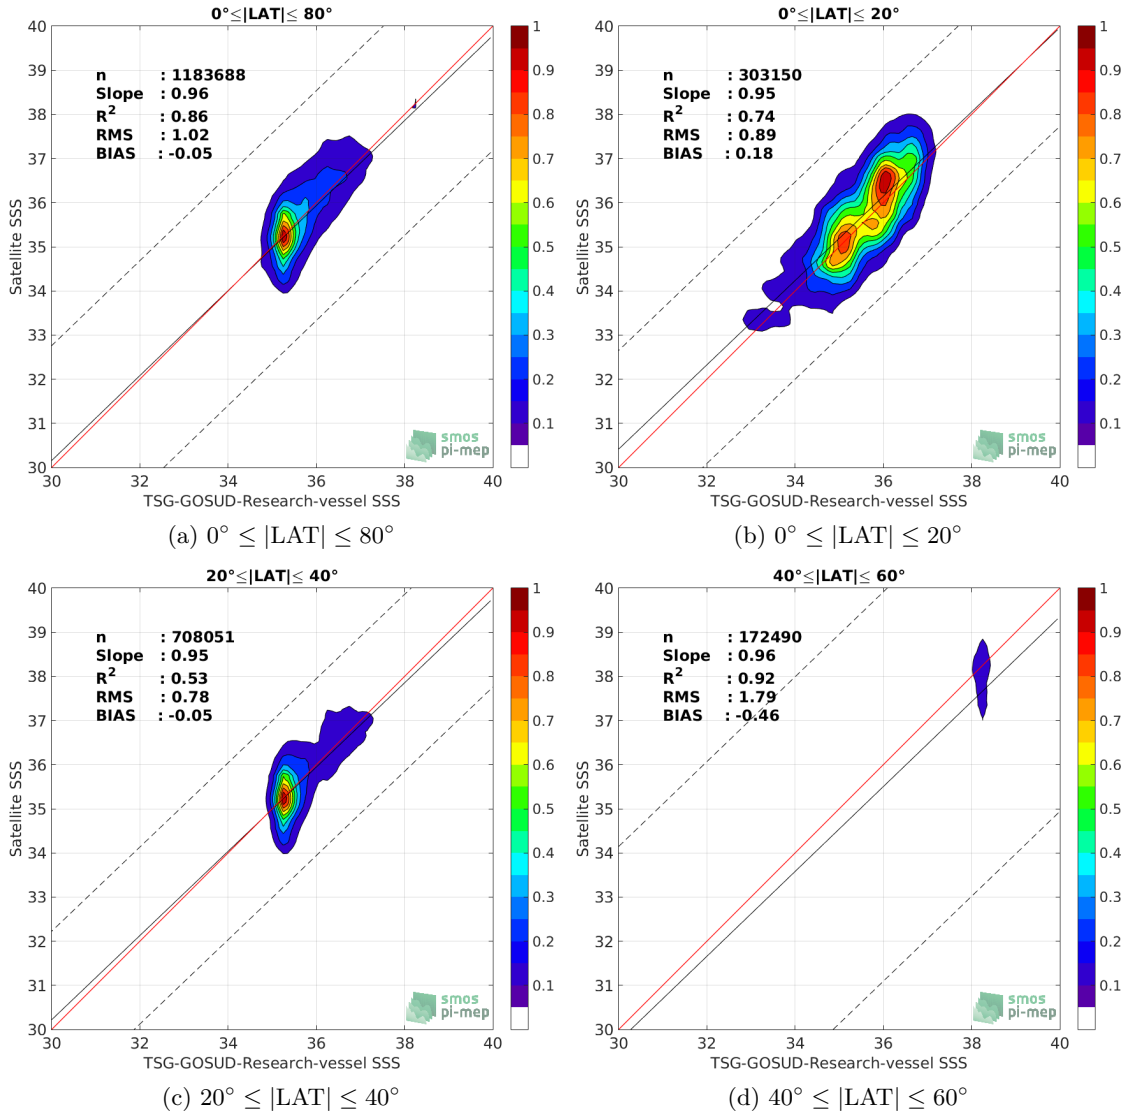 0°≤|LAT|≤ 80°
n : 1183688
Slope : 0.96
R² : 0.86
RMS : 1.02
BIAS : -0.05
40
39
38
37
36
35
34
33
32
31
30
30 32 34 36 38 40
Satellite SSS
TSG-GOSUD-Research-vessel SSS
1
0.9
0.8
0.7
0.6
0.5
0.4
0.3
0.2
0.1
smos
pi-mep
(a) 0° ≤ |LAT| ≤ 80°
0°≤|LAT|≤ 20°
n : 303150
Slope : 0.95
R² : 0.74
RMS : 0.89
BIAS : 0.18
40
39
38
37
36
35
34
33
32
31
30
30 32 34 36 38 40
Satellite SSS
TSG-GOSUD-Research-vessel SSS
1
0.9
0.8
0.7
0.6
0.5
0.4
0.3
0.2
0.1
smos
pi-mep
(b) 0° ≤ |LAT| ≤ 20°
20°≤|LAT|≤ 40°
n : 708051
Slope : 0.95
R² : 0.53
RMS : 0.78
BIAS : -0.05
40
39
38
37
36
35
34
33
32
31
30
30 32 34 36 38 40
Satellite SSS
TSG-GOSUD-Research-vessel SSS
1
0.9
0.8
0.7
0.6
0.5
0.4
0.3
0.2
0.1
smos
pi-mep
(c) 20° ≤ |LAT| ≤ 40°
40°≤|LAT|≤ 60°
n : 172490
Slope : 0.96
R² : 0.92
RMS : 1.79
BIAS : -0.46
40
39
38
37
36
35
34
33
32
31
30
30 32 34 36 38 40
Satellite SSS
TSG-GOSUD-Research-vessel SSS
1
0.9
0.8
0.7
0.6
0.5
0.4
0.3
0.2
0.1
smos
pi-mep
(d) 40° ≤ |LAT| ≤ 60°